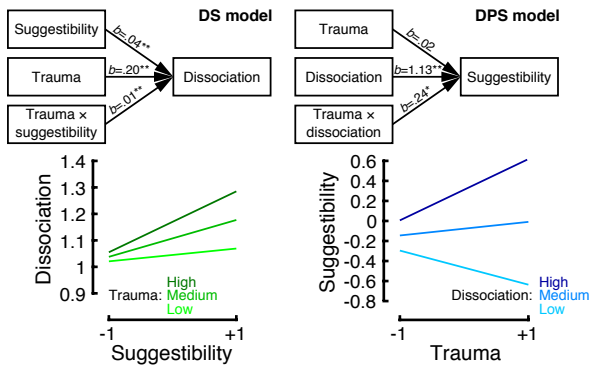 DS model
Suggestibility
b=.04**
Trauma
b=.20**
Dissociation
Trauma ×
suggestibility
b=.01**
DPS model
Trauma
b=.02
Dissociation
b=1.13**
Suggestibility
Trauma ×
dissociation
b=.24*
Dissociation
1.4
1.3
1.2
1.1
1
0.9
Trauma:
High
Medium
Low
-1
+1
Suggestibility
Suggestibility
0.6
0.4
0.2
0
-0.2
-0.4
-0.6
-0.8
Dissociation:
High
Medium
Low
-1
+1
Trauma